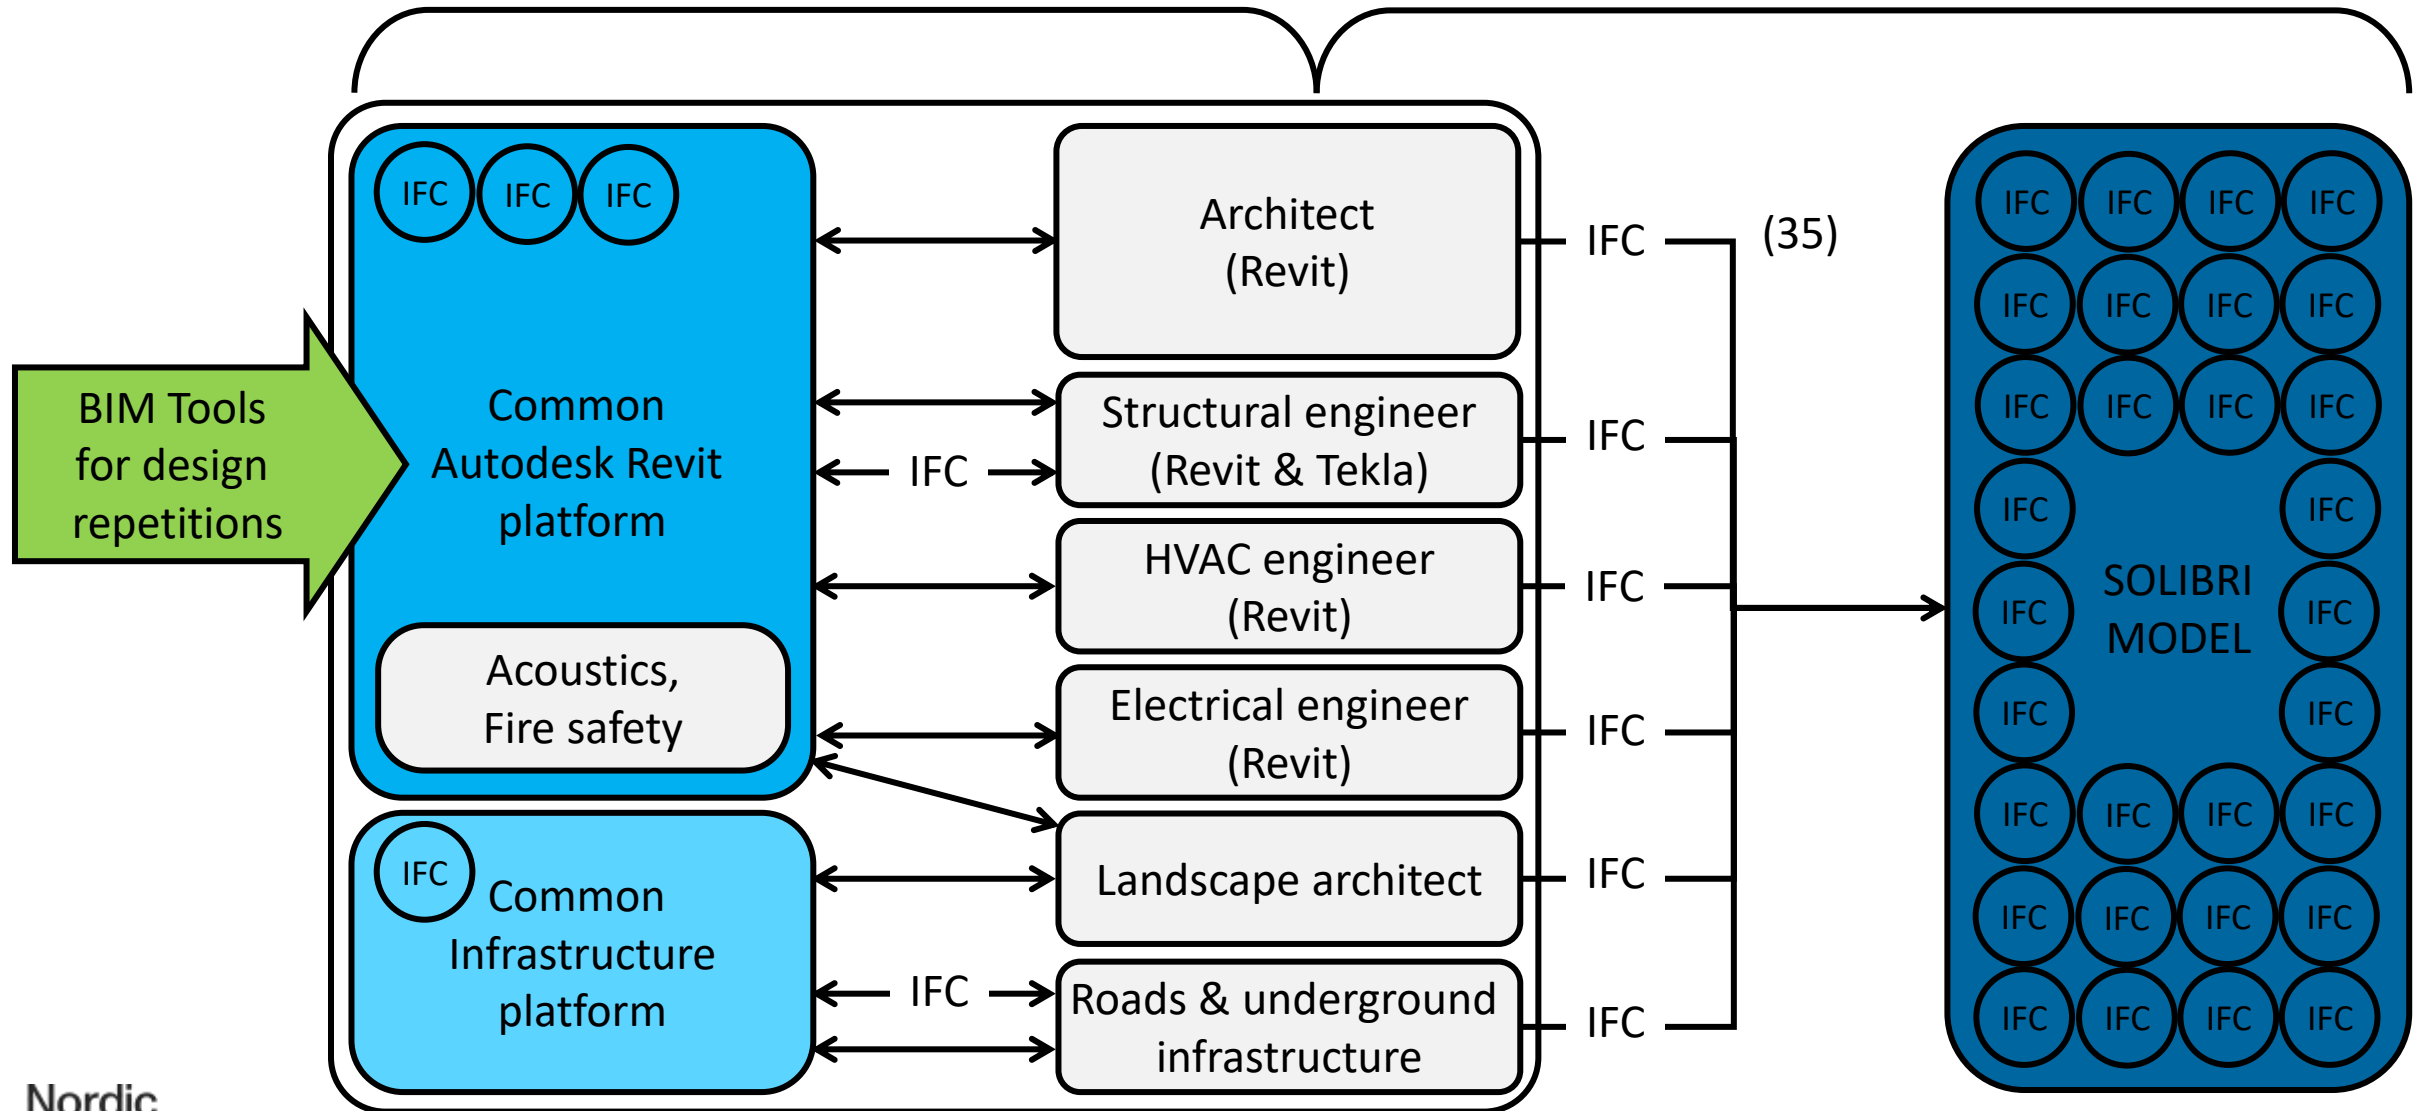 IFC IFC IFC
BIM Tools
for design
repetitions
Common
Autodesk Revit
platform
Acoustics,
Fire safety
IFC
Common
Infrastructure
platform
IFC
IFC
Architect
(Revit)
Structural engineer
(Revit & Tekla)
HVAC engineer
(Revit)
Electrical engineer
(Revit)
Landscape architect
Roads & underground
infrastructure
IFC
IFC
IFC
IFC
IFC
IFC
(35)
IFC IFC IFC IFC
IFC IFC IFC IFC
IFC IFC IFC IFC
IFC IFC
SOLIBRI
IFC IFC
MODEL
IFC IFC
IFC IFC IFC IFC
IFC IFC IFC IFC
IFC IFC IFC IFC
Nordic